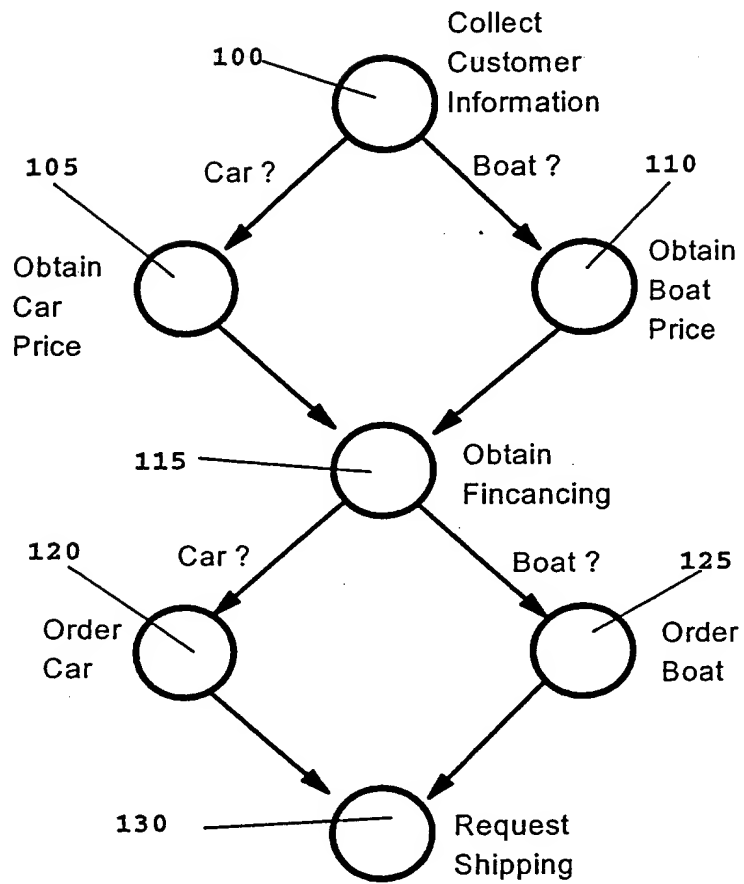 Collect
100
Customer
Information
Car ?
Boat ?
105
110
Obtain
Car
Price
Obtain
Boat
Price
115
Obtain
Fincancing
120
Car ?
Boat ?
125
Order
Car
Order
Boat
130
Request
Shipping